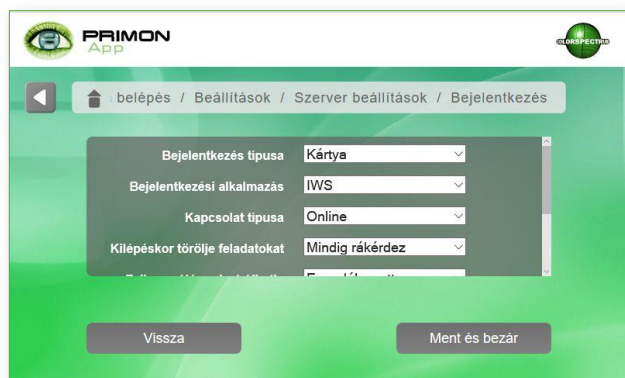 PRIMON
App
COLORSPECTRUM
belépés / Beállítások / Szerver beállítások / Bejelentkezés
Bejelentkezés típusa Kártya
Bejelentkezési alkalmazás IWS
Kapcsolat típusa Online
Kilépéskor törölje feladatokat Mindig rákérdez
Vissza Ment és bezár